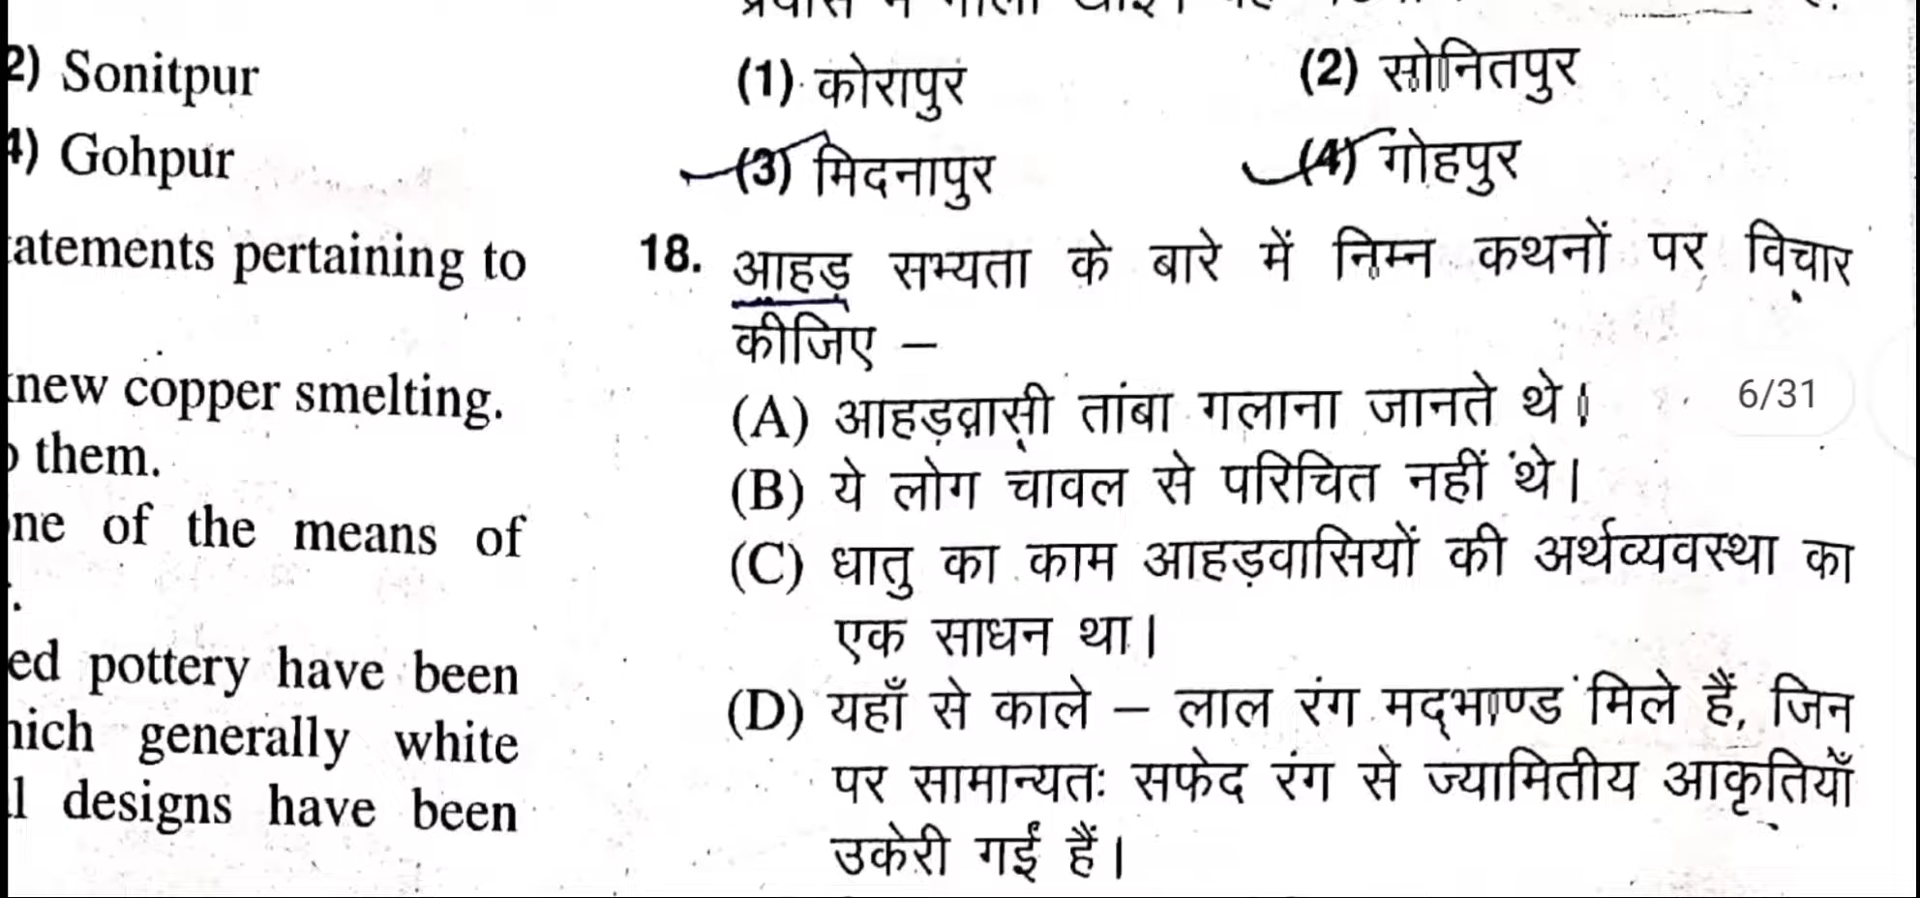 2) Sonitpur
4) Gohpur
atements pertaining to
new copper smelting.
them.
ne of the means of
ed pottery have been
hich generally white
l designs have been
(1) कोरापुर
(2) सोनितपुर
(3) मिदनापुर
(4) गोहपुर
18. आहड़ सभ्यता के बारे में निम्न कथनों पर विचार
कीजिए –
(A) आहड़वासी तांबा गलाना जानते थे।
(B) ये लोग चावल से परिचित नहीं थे।
(C) धातु का काम आहड़वासियों की अर्थव्यवस्था का
एक साधन था।
(D) यहाँ से काले – लाल रंग मद्भाण्ड मिले हैं, जिन
पर सामान्यतः सफेद रंग से ज्यामितीय आकृतियाँ
उकेरी गईं हैं।
6/31